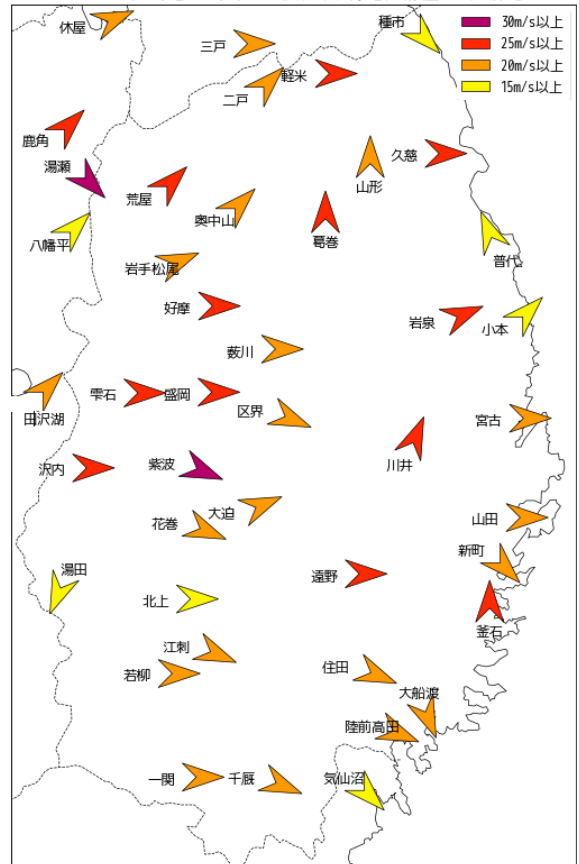 30m/s以上
25m/s以上
20m/s以上
15m/s以上
休屋
種市
三戸
軽米
二戸
鹿角
久慈
湯瀬
山形
荒屋
奥中山
葛巻
八幡平
普代
岩手松尾
好摩
岩泉
小本
薮川
雫石
盛岡
区界
田沢湖
宮古
紫波
川井
沢内
大迫
山田
花巻
新町
湯田
遠野
北上
釜石
江刺
住田
若柳
大船渡
陸前高田
一関
千厩
気仙沼